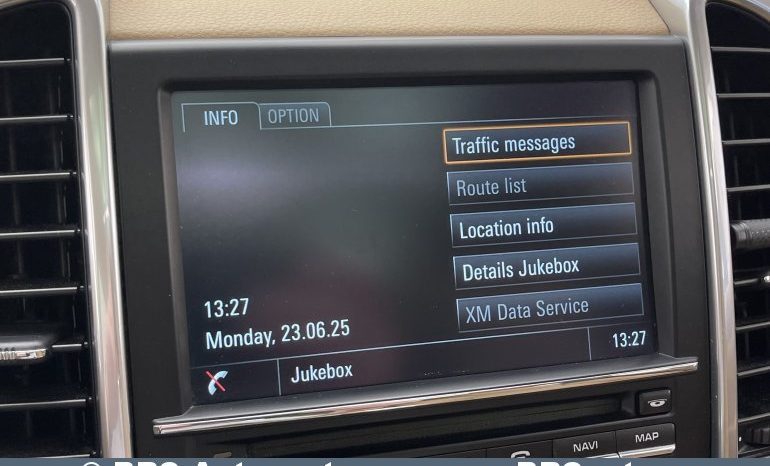 INFO OPTION
Traffic messages
Route list
Location info
Details Jukebox
XM Data Service
13:27
Monday, 23.06.25
Jukebox
13:27
NAVI MAP